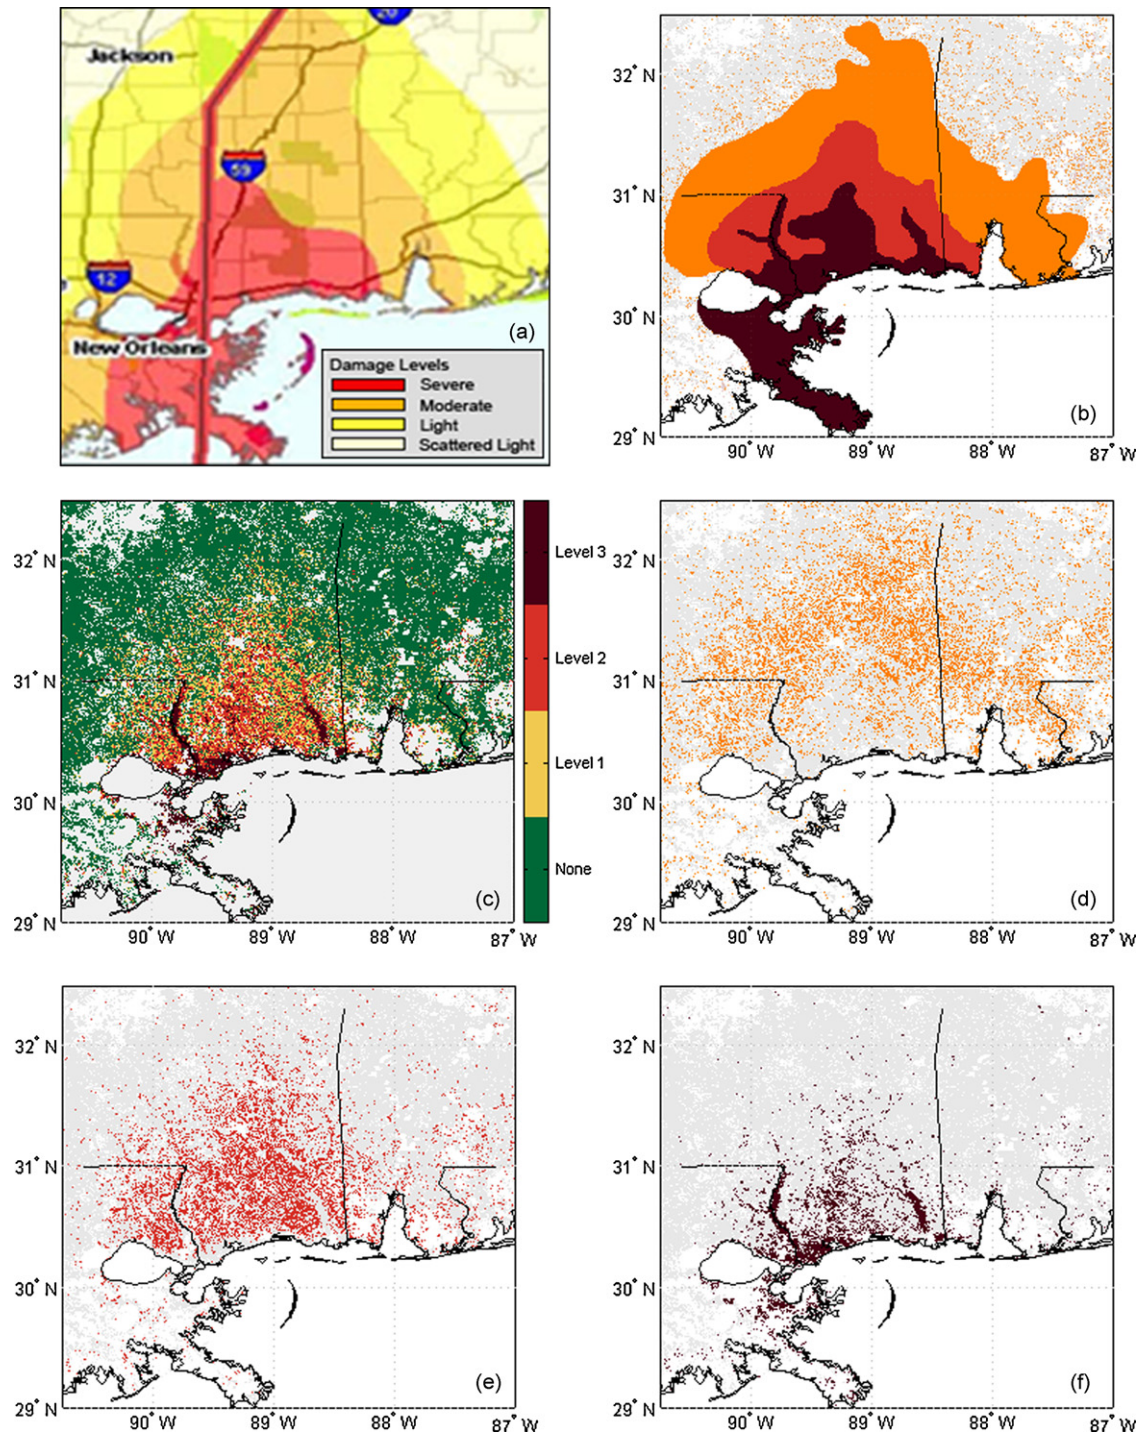 20
Jackson
59
12
New Orleans
(a)
Damage Levels
Severe
Moderate
Light
Scattered Light
32° N
31° N
30° N
29° N
90° W
89° W
88° W
87° W
(b)
32° N
31° N
30° N
29° N
90° W
89° W
88° W
87° W
(c)
Level 3
Level 2
Level 1
None
32° N
31° N
30° N
29° N
90° W
89° W
88° W
87° W
(d)
32° N
31° N
30° N
29° N
90° W
89° W
88° W
87° W
(e)
32° N
31° N
30° N
29° N
90° W
89° W
88° W
87° W
(f)